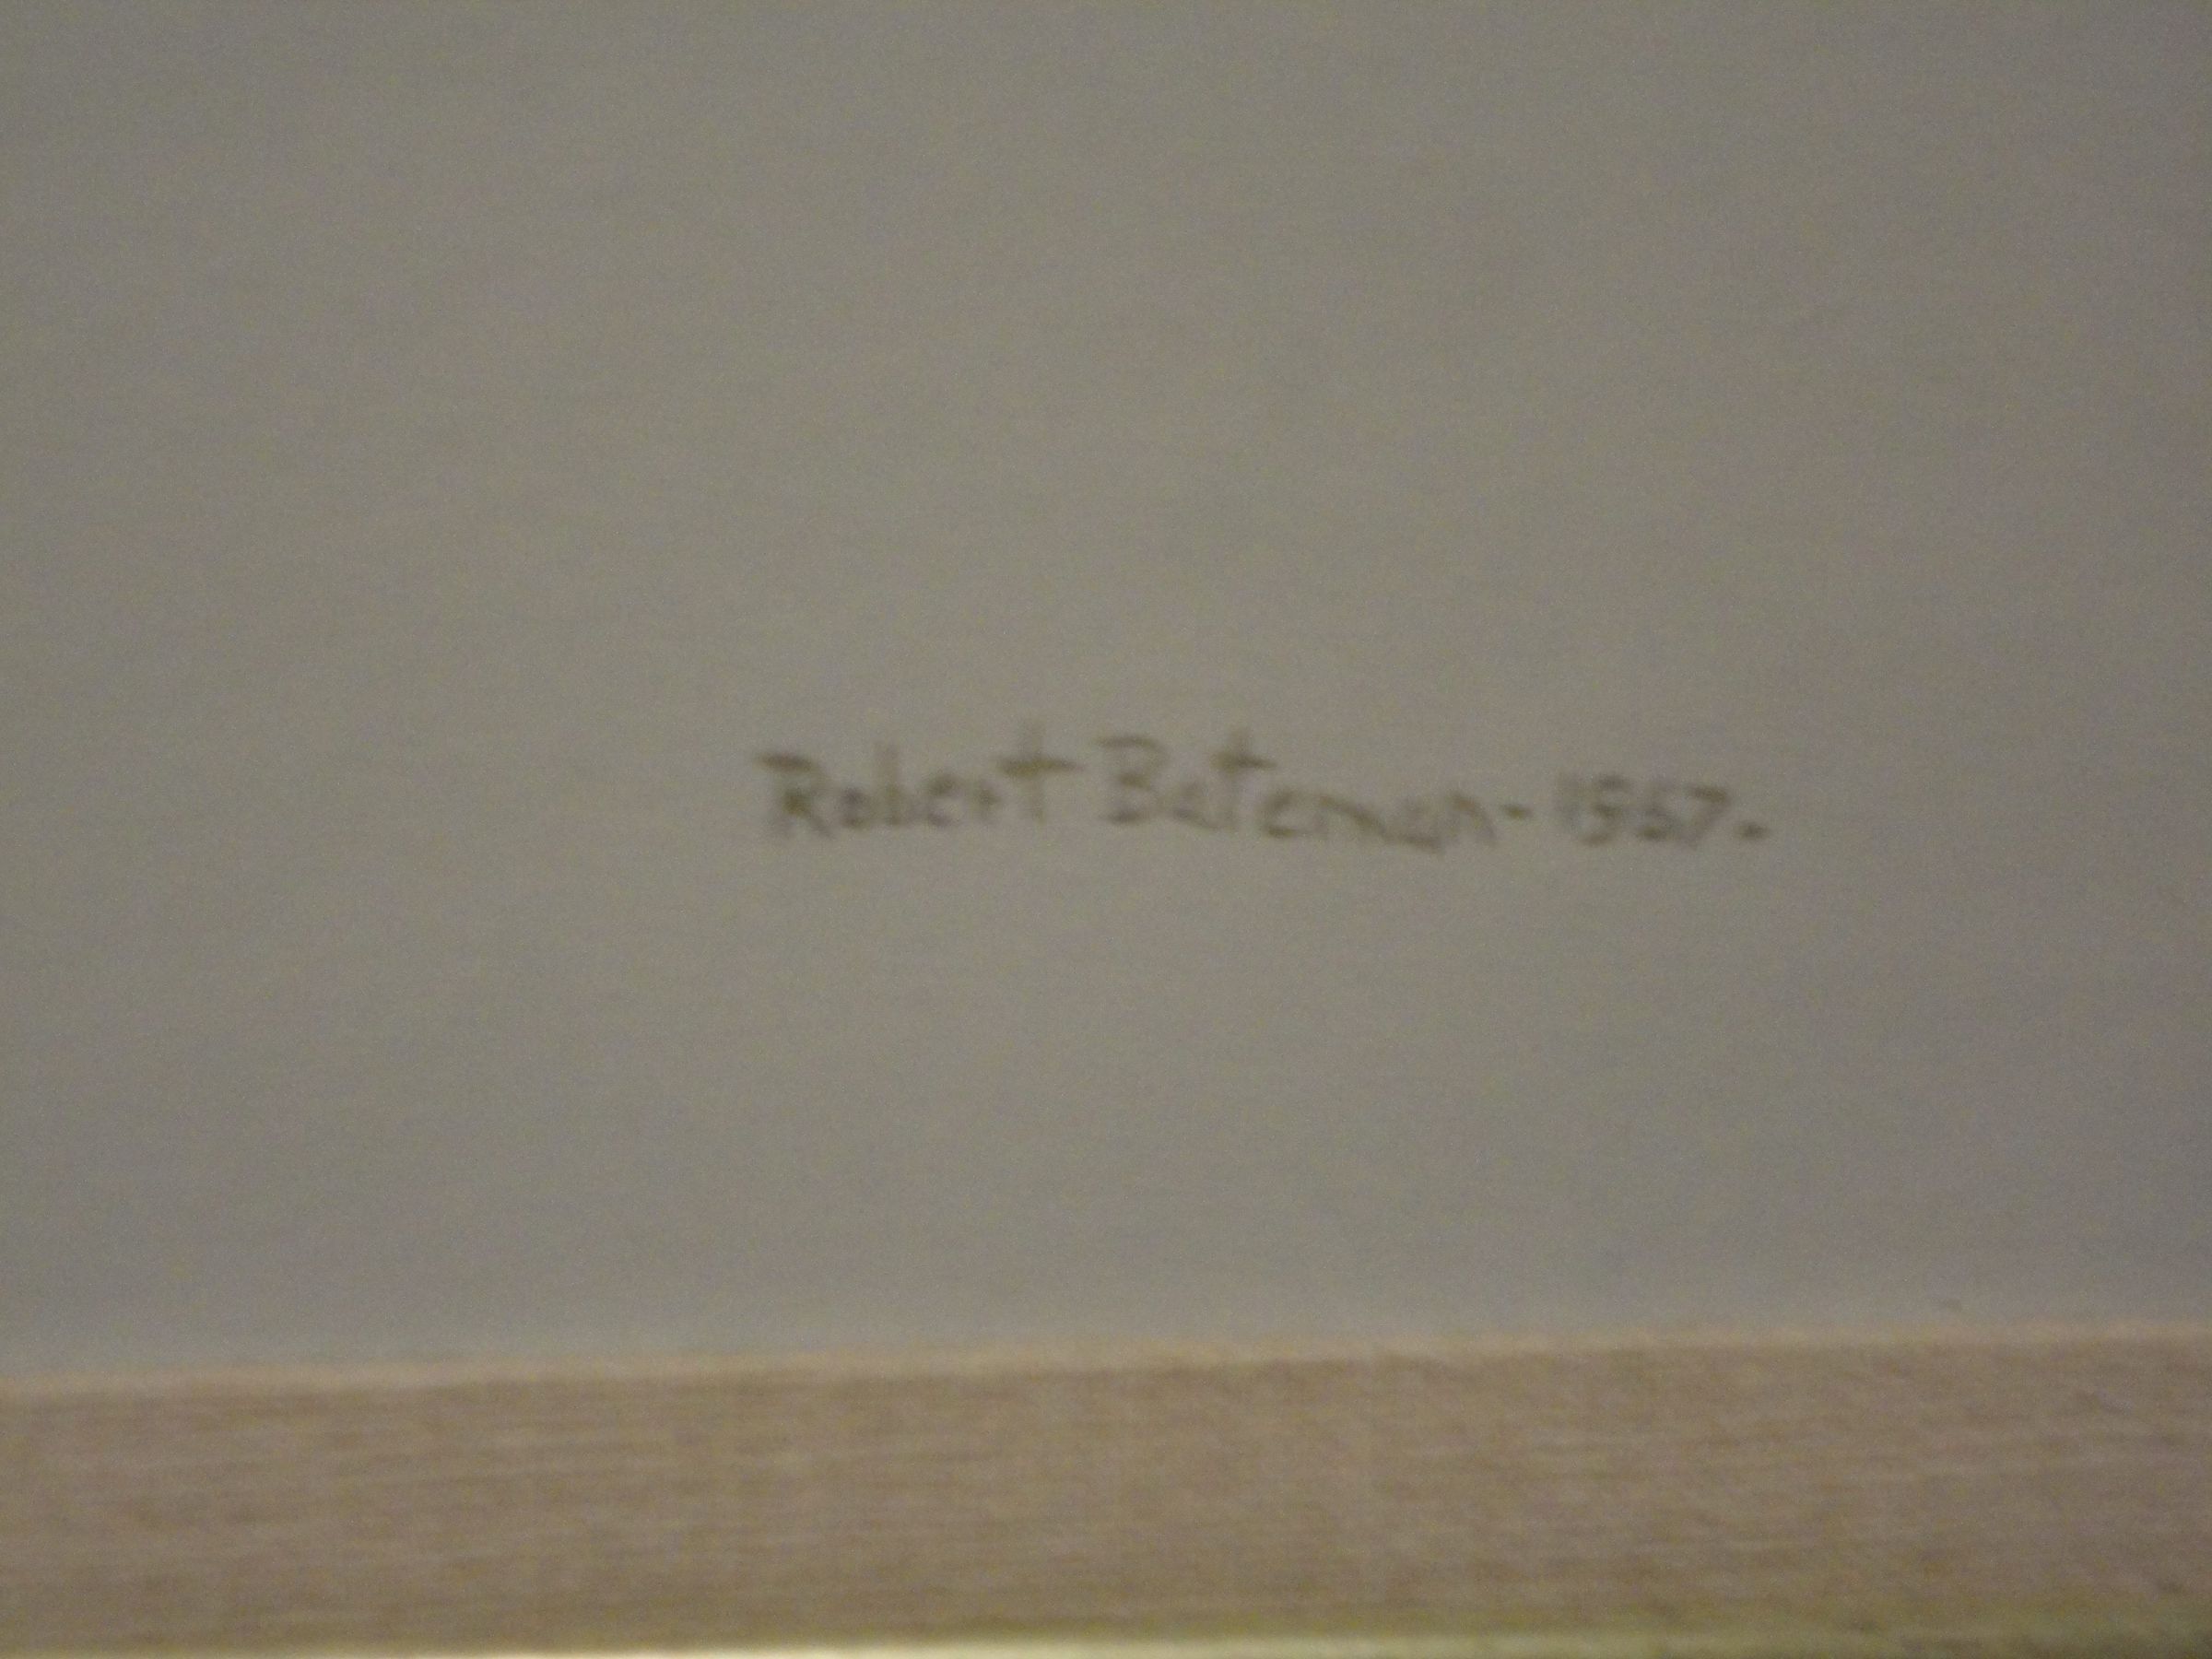 Robert Bateman - 1967 -